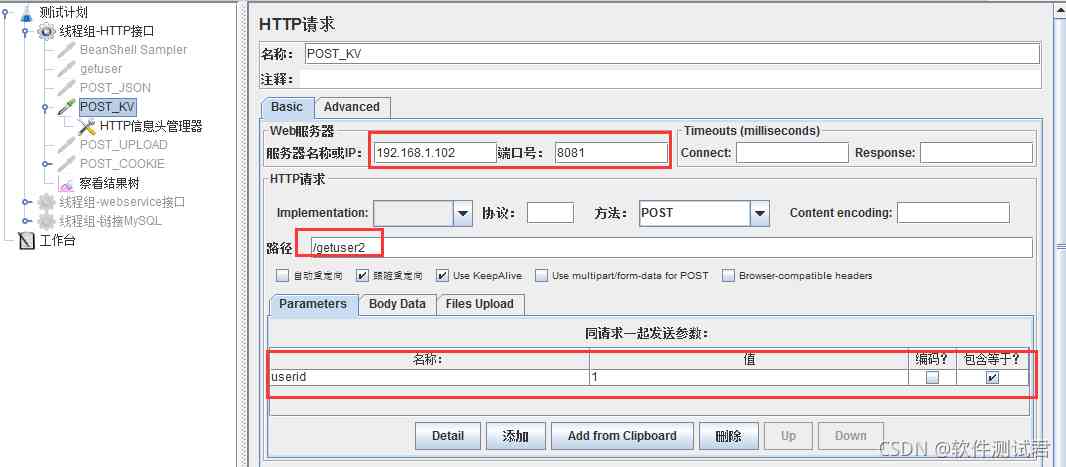 测试计划
线程组-HTTP接口
BeanShell Sampler
getuser
POST_JSON
POST_KV
HTTP信息头管理器
POST_UPLOAD
POST_COOKIE
察看结果树
线程组-webservice接口
线程组-链接MySQL
工作台
HTTP请求
名称： POST_KV
注释：
Basic Advanced
Web服务器 Timeouts (milliseconds)
服务器名称或IP： 192.168.1.102 端口号： 8081 Connect: Response:
HTTP请求
Implementation: 协议： 方法： POST Content encoding:
路径 /getuser2
自动重定向 跟随重定向 Use KeepAlive Use multipart/form-data for POST Browser-compatible headers
Parameters Body Data Files Upload
同请求一起发送参数：
名称： 值 编码? 包含等于?
userid 1
Detail 添加 Add from Clipboard 删除 Up Down
CSDN @软件测试君